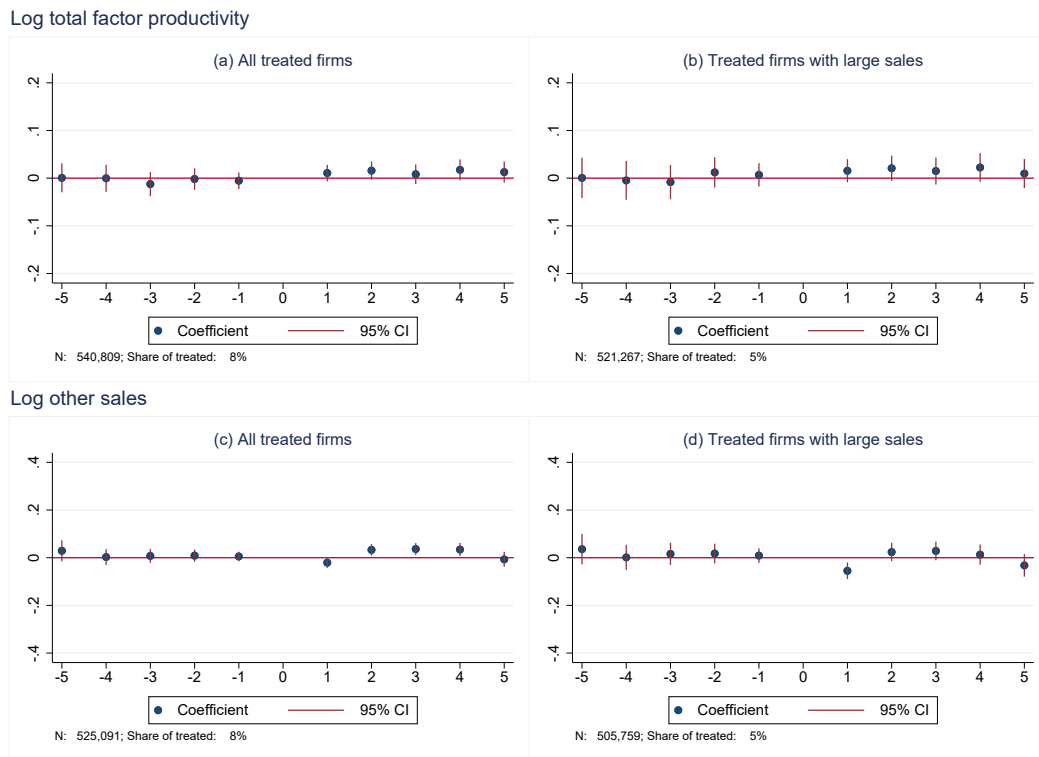 Log total factor productivity
(a) All treated firms
.2
.1
0
-.1
-.2
-5 -4 -3 -2 -1 0 1 2 3 4 5
Coefficient 95% CI
N: 540,809; Share of treated: 8%
(b) Treated firms with large sales
.2
.1
0
-.1
-.2
-5 -4 -3 -2 -1 0 1 2 3 4 5
Coefficient 95% CI
N: 521,267; Share of treated: 5%
Log other sales
(c) All treated firms
.4
.2
0
-.2
-.4
-5 -4 -3 -2 -1 0 1 2 3 4 5
Coefficient 95% CI
N: 525,091; Share of treated: 8%
(d) Treated firms with large sales
.4
.2
0
-.2
-.4
-5 -4 -3 -2 -1 0 1 2 3 4 5
Coefficient 95% CI
N: 505,759; Share of treated: 5%